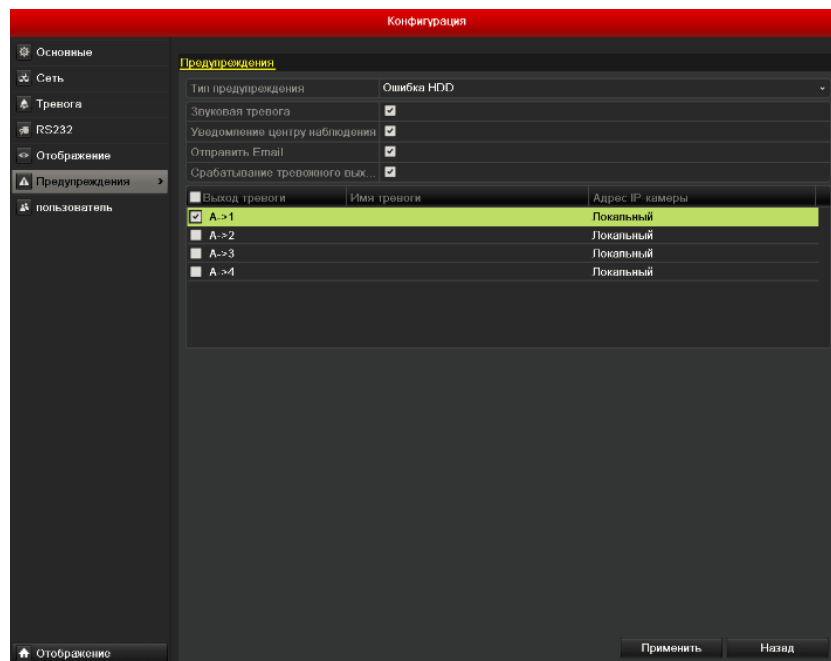 Конфигурация
Основные
Сеть
Тревога
RS232
Отображение
Предупреждения
пользователь
Предупреждения
Тип предупреждения Ошибка HDD
Звуковая тревога
Уведомление центру наблюдения
Отправить Email
Срабатывание тревожного вых...
Выход тревоги Имя тревоги Адрес IP-камеры
A->1 Локальный
A->2 Локальный
A->3 Локальный
A->4 Локальный
Применить Назад
Отображение